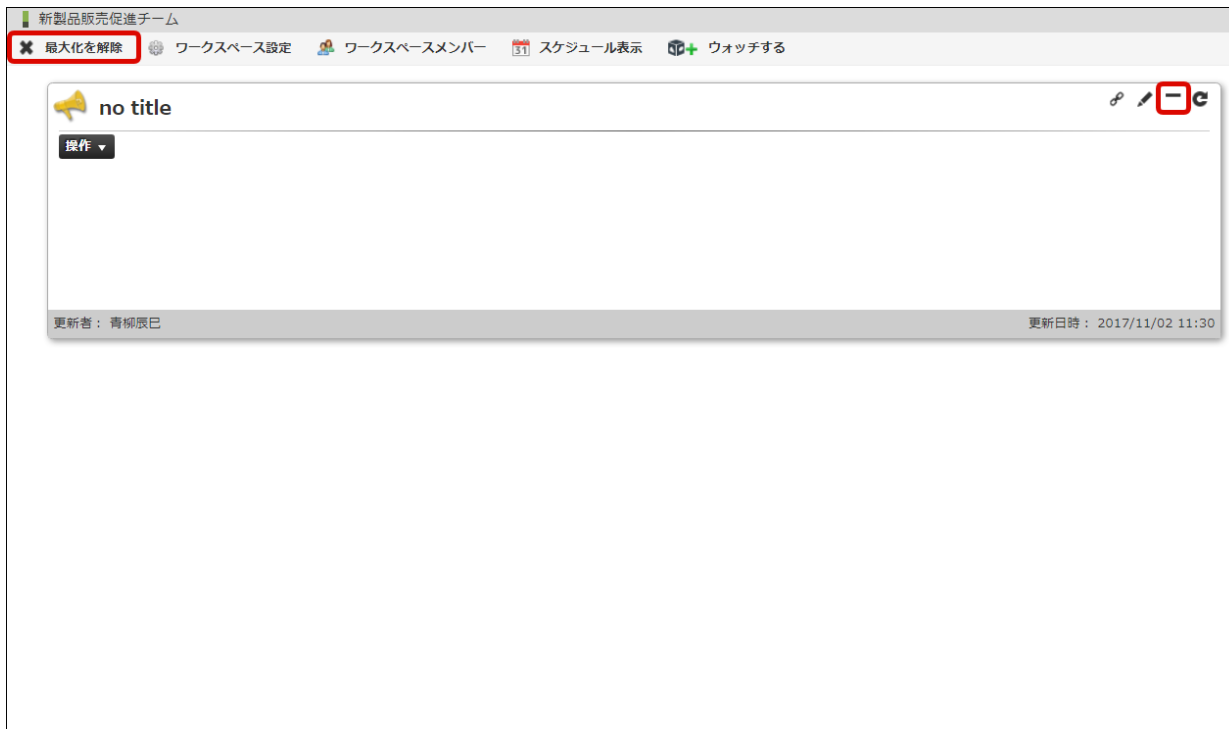 新製品販売促進チーム
最大化を解除 ワークスペース設定 ワークスペースメンバー 31 スケジュール表示 ウォッチする
no title
操作 ▼
更新者： 青柳辰巳 更新日時： 2017/11/02 11:30